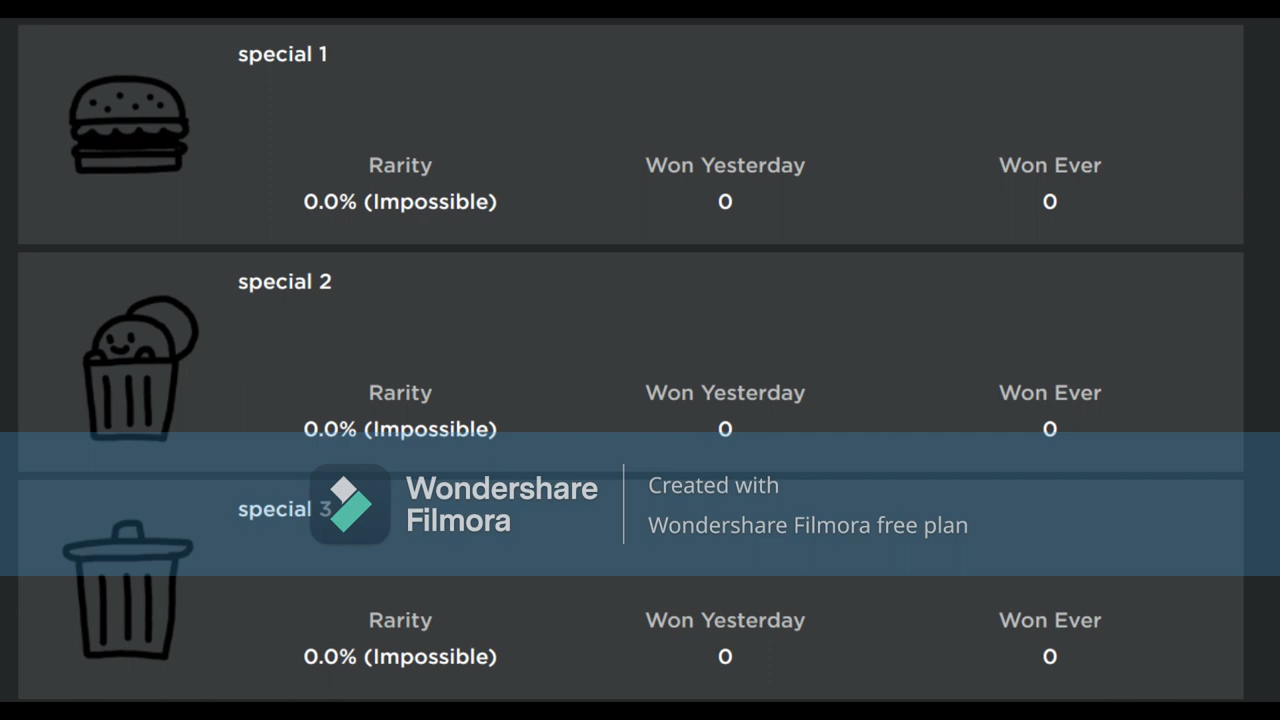 special 1
Rarity Won Yesterday Won Ever
0.0% (Impossible) 0 0
special 2
Rarity Won Yesterday Won Ever
0.0% (Impossible) 0 0
special 3
Wondershare
Filmora
Created with
Wondershare Filmora free plan
Rarity Won Yesterday Won Ever
0.0% (Impossible) 0 0